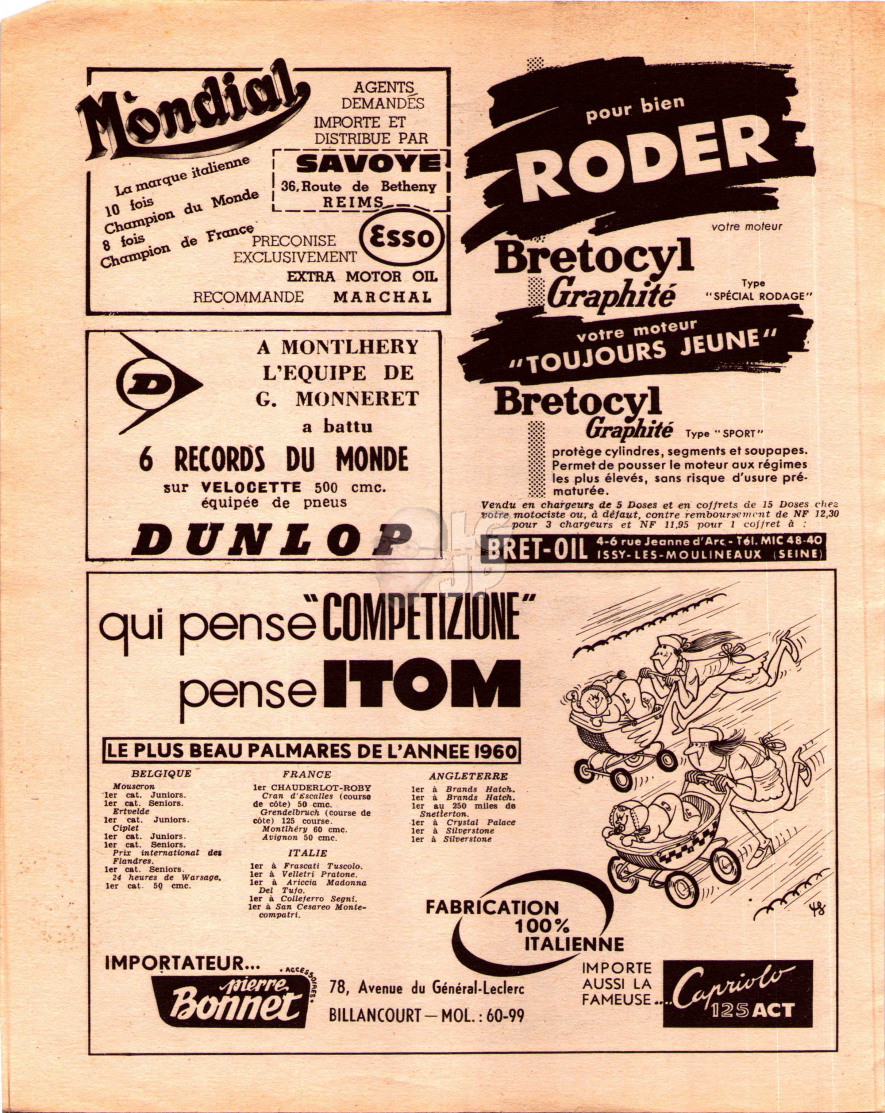 Mondial
AGENTS
DEMANDÉS
IMPORTE ET
DISTRIBUE PAR
SAVOYE
36, Route de Betheny
REIMS
La marque italienne
10 fois
Champion du Monde
8 fois
Champion de France
PRECONISE
EXCLUSIVEMENT
Esso
EXTRA MOTOR OIL
RECOMMANDE MARCHAL
pour bien
RODER
votre moteur
Bretocyl
Graphité
Type
"SPÉCIAL RODAGE"
votre moteur
"TOUJOURS JEUNE"
Bretocyl
Graphité Type "SPORT"
protège cylindres, segments et soupapes.
Permet de pousser le moteur aux régimes
les plus élevés, sans risque d'usure pré-
maturée.
Vendu en chargeurs de 5 Doses et en coffrets de 15 Doses chez
votre motociste ou, à défaut, contre remboursement de NF 12,30
pour 3 chargeurs et NF 11,95 pour 1 coffret à :
BRET-OIL
4-6 rue Jeanne d'Arc - Tél. MIC 48-40
ISSY-LES-MOULINEAUX (SEINE)
D
A MONTLHERY
L'EQUIPE DE
G. MONNERET
a battu
6 RECORDS DU MONDE
sur VELOCETTE 500 cmc.
équipée de pneus
DUNLOP
LG
JB
qui pense "COMPETIZIONE"
pense ITOM
LE PLUS BEAU PALMARES DE L'ANNEE 1960
BELGIQUE
Mouscron
1er cat. Juniors.
1er cat. Seniors.
Ertvelde
1er cat. Juniors.
Ciplet
1er cat. Juniors.
1er cat. Seniors.
Prix international des
Flandres.
1er cat. Seniors.
24 heures de Warsage.
1er cat. 50 cmc.
FRANCE
1er CHAUDERLOT-ROBY
Cran d'Escalles (course
de côte) 50 cmc.
Grendelbruch (course de
côte) 125 course.
Montlhéry 60 cmc.
Avignon 50 cmc.
ITALIE
1er à Frascati Tuscolo.
1er à Velletri Pratone.
1er à Ariccia Madonna
Del Tufo.
1er à Colleferro Segni.
1er à San Cesareo Monte-
compatri.
ANGLETERRE
1er à Brands Hatch.
1er à Brands Hatch.
1er au 250 miles de
Snetterton.
1er à Crystal Palace
1er à Silverstone
1er à Silverstone
FABRICATION
100%
ITALIENNE
IMPORTATEUR...
pierre
Bonnet
ACCESSOIRES
78, Avenue du Général-Leclerc
BILLANCOURT — MOL. : 60-99
IMPORTE
AUSSI LA
FAMEUSE....
Capriolo
125 ACT